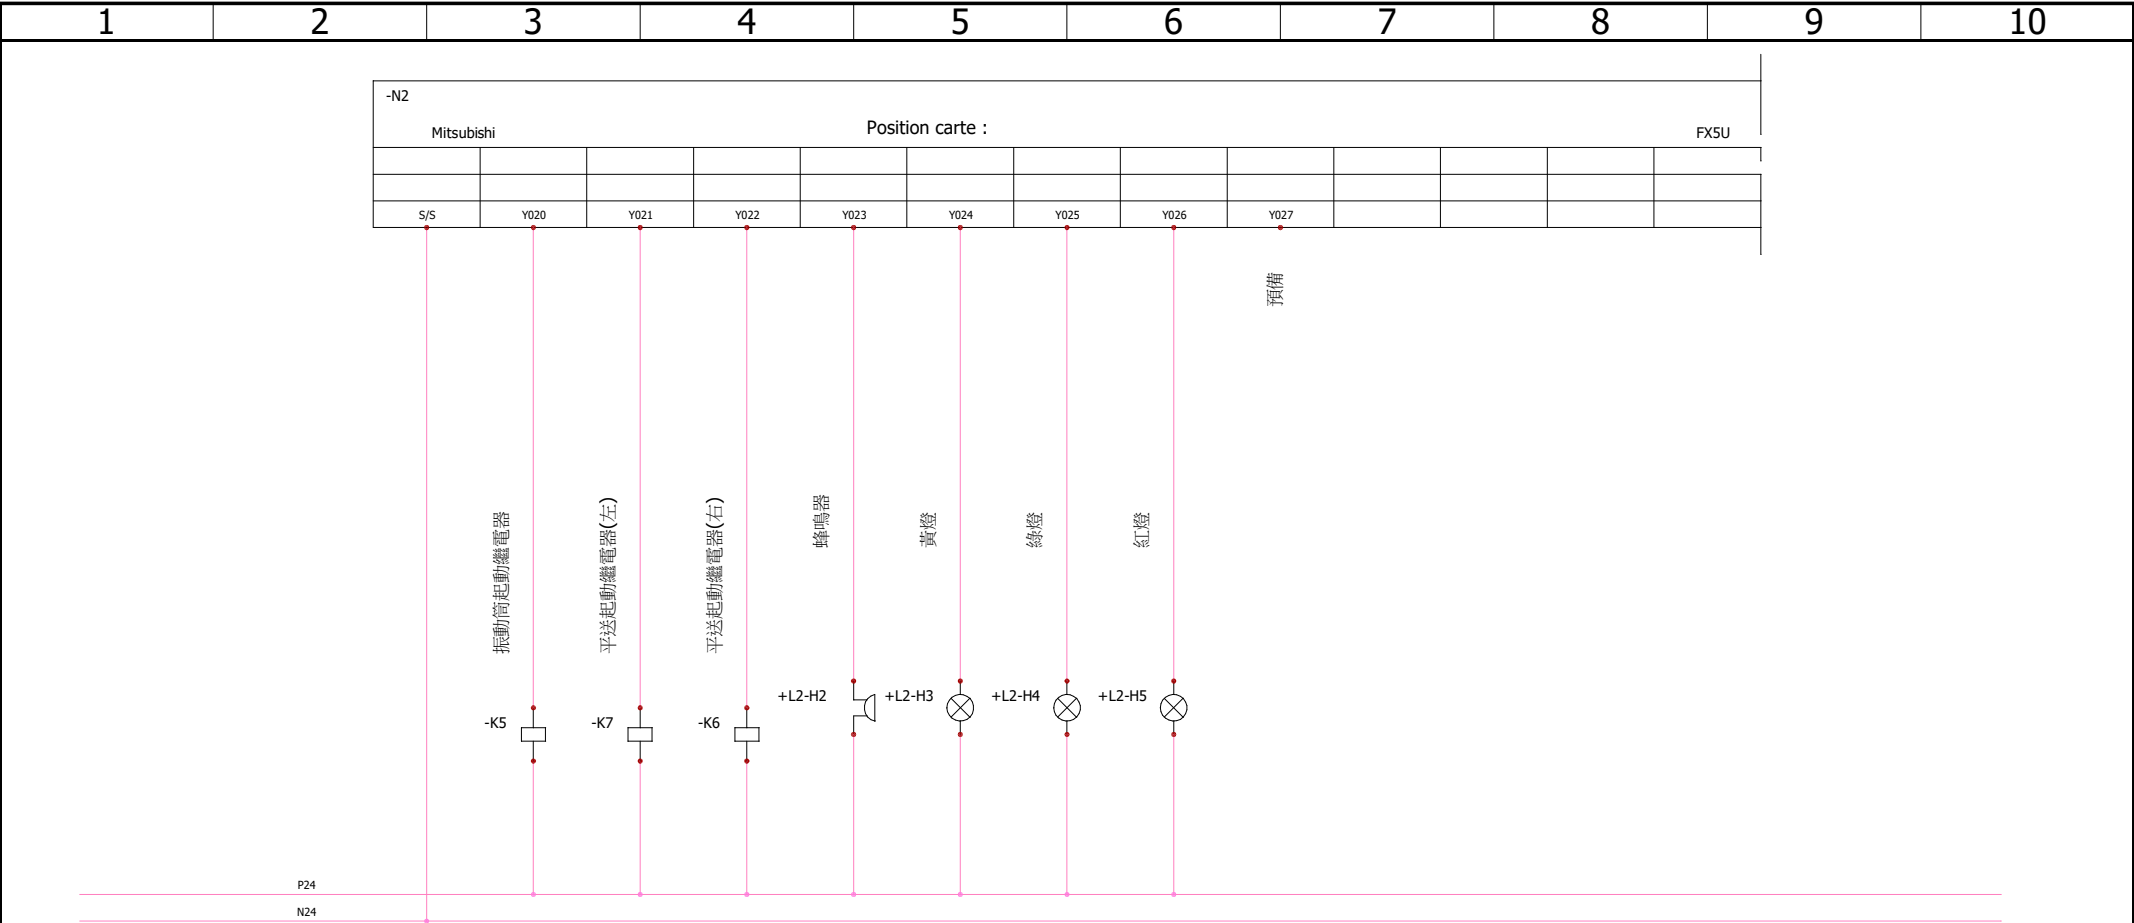 1 2 3 4 5 6 7 8 9 10
-N2
Mitsubishi Position carte : FX5U
S/S Y020 Y021 Y022 Y023 Y024 Y025 Y026 Y027
預備
振動筒起動繼電器
平送起動繼電器(左)
平送起動繼電器(右)
蜂鳴器
黃燈
綠燈
紅燈
+L2-H2 +L2-H3 +L2-H4 +L2-H5
-K5 -K7 -K6
P24
N24